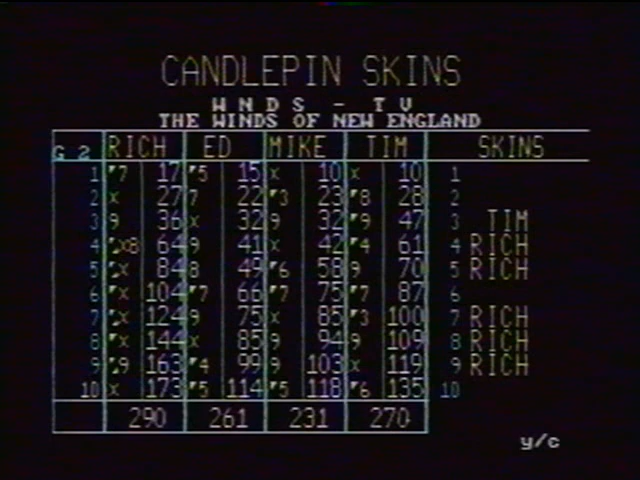 CANDLEPIN SKINS
WNDS - TV
THE WINDS OF NEW ENGLAND
G 2 RICH ED MIKE TIM SKINS
1 7 17 5 15 x 10 x 10 1
2 x 27 7 22 3 23 8 28 2
3 9 36 x 32 9 32 9 47 3 TIM
4 x8 64 9 41 x 42 4 61 4 RICH
5 x 84 8 49 6 58 9 70 5 RICH
6 x 104 7 66 7 75 7 87 6
7 x 124 9 75 x 85 3 100 7 RICH
8 x 144 x 85 9 94 9 109 8 RICH
9 9 163 4 99 9 103 x 119 9 RICH
10 x 173 5 114 5 118 6 135 10
290 261 231 270
y/c